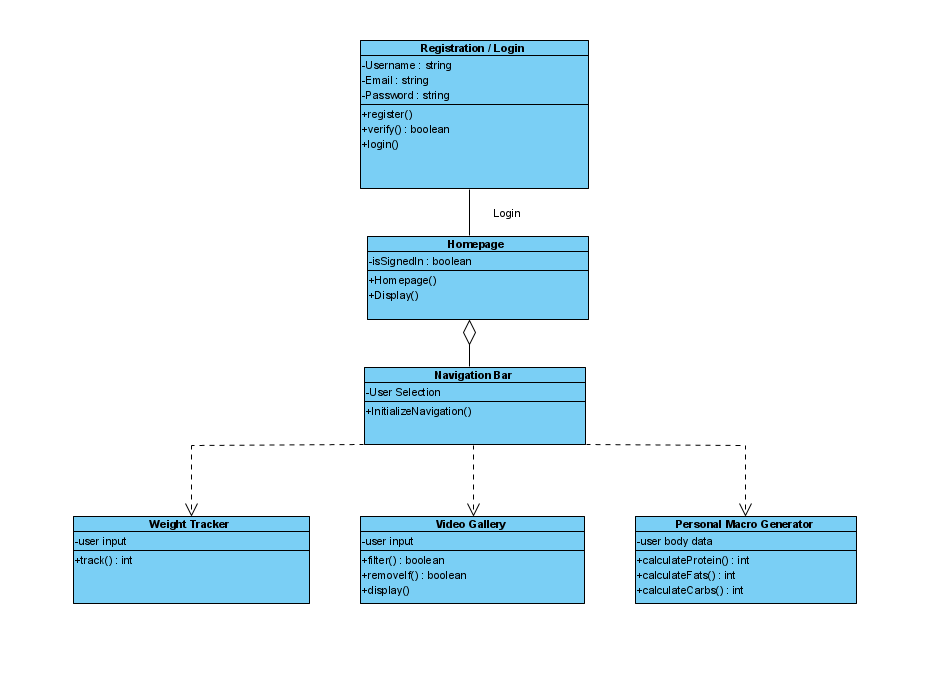 Registration / Login
-Username : string
-Email : string
-Password : string
+register()
+verify() : boolean
+login()
Login
Homepage
-isSignedIn : boolean
+Homepage()
+Display()
Navigation Bar
-User Selection
+InitializeNavigation()
Weight Tracker
-user input
+track() : int
Video Gallery
-user input
+filter() : boolean
+removeIf() : boolean
+display()
Personal Macro Generator
-user body data
+calculateProtein() : int
+calculateFats() : int
+calculateCarbs() : int